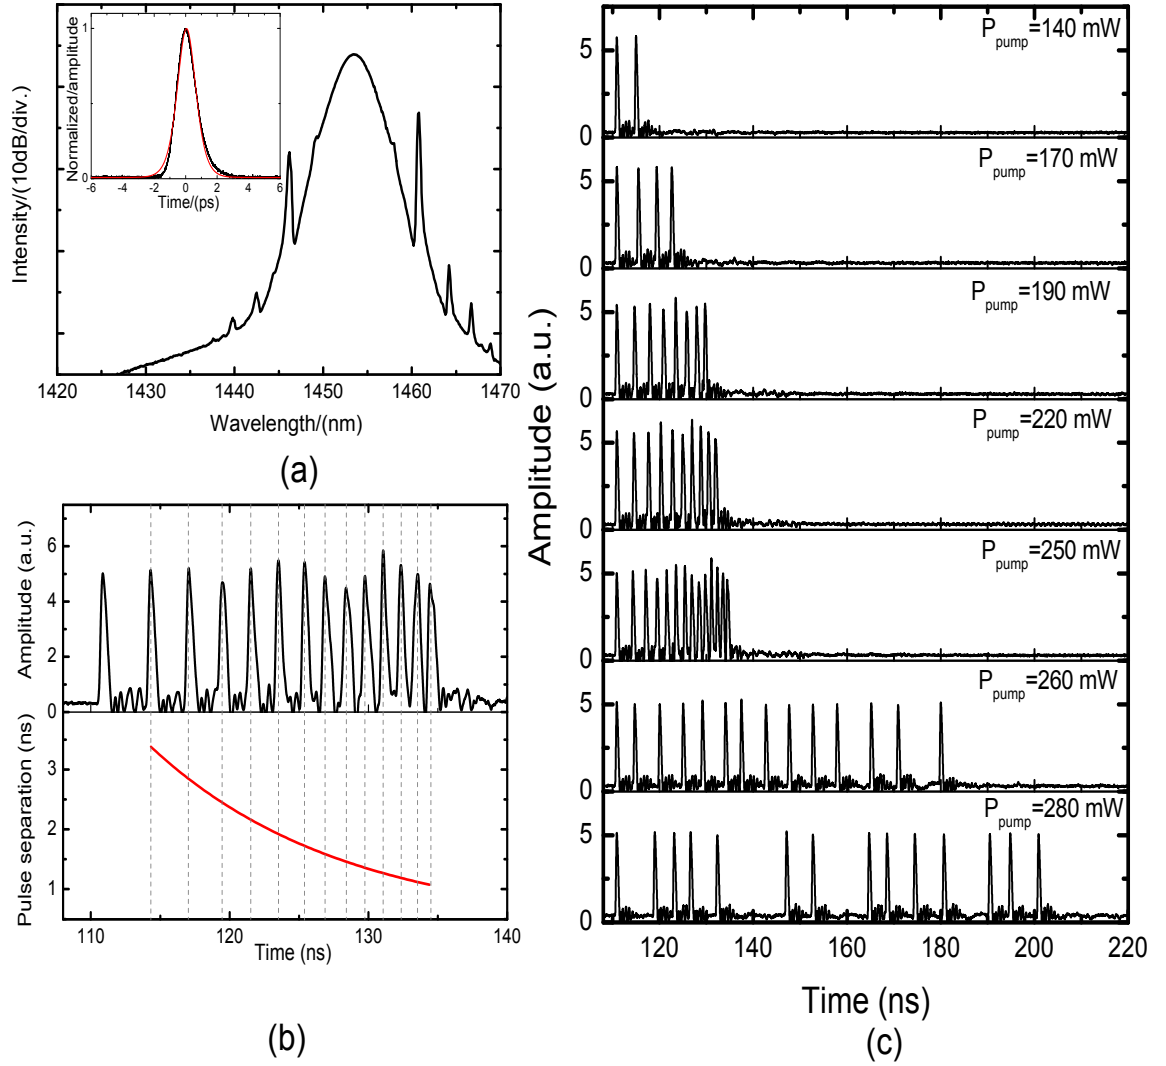 Normalized/amplitude
1
0
-6 -4 -2 0 2 4 6
Time/(ps)
Intensity/(10dB/div.)
1420 1430 1440 1450 1460 1470
Wavelength/(nm)
(a)
Amplitude (a.u.)
6
4
2
0
Pulse separation (ns)
3
2
1
110 120 130 140
Time (ns)
(b)
Amplitude (a.u.)
P_pump=140 mW
5
0
P_pump=170 mW
5
0
P_pump=190 mW
5
0
P_pump=220 mW
5
0
P_pump=250 mW
5
0
P_pump=260 mW
5
0
P_pump=280 mW
5
0
120 140 160 180 200 220
Time (ns)
(c)